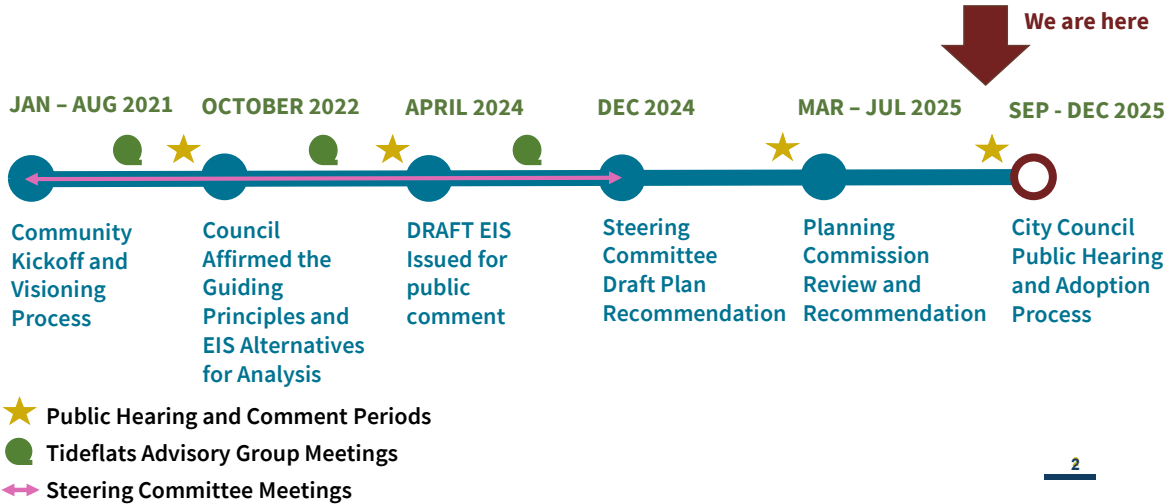 We are here
JAN – AUG 2021
OCTOBER 2022
APRIL 2024
DEC 2024
MAR – JUL 2025
SEP - DEC 2025
Community
Kickoff and
Visioning
Process
Council
Affirmed the
Guiding
Principles and
EIS Alternatives
for Analysis
DRAFT EIS
Issued for
public
comment
Steering
Committee
Draft Plan
Recommendation
Planning
Commission
Review and
Recommendation
City Council
Public Hearing
and Adoption
Process
Public Hearing and Comment Periods
Tideflats Advisory Group Meetings
Steering Committee Meetings
2